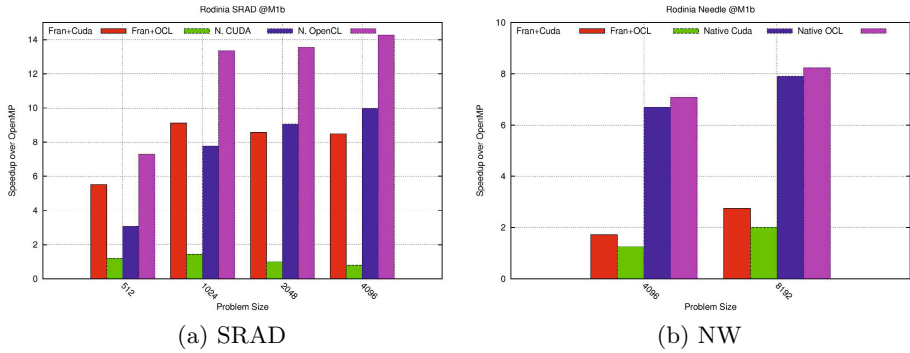 Rodinia SRAD @M1b
Fran+Cuda Fran+OCL N. CUDA N. OpenCL
14
12
10
8
6
4
2
0
Speedup over OpenMP
512 1024 2048 4096
Problem Size
(a) SRAD
Rodinia Needle @M1b
Fran+Cuda Fran+OCL Native Cuda Native OCL
10
8
6
4
2
0
Speedup over OpenMP
4096 8192
Problem Size
(b) NW